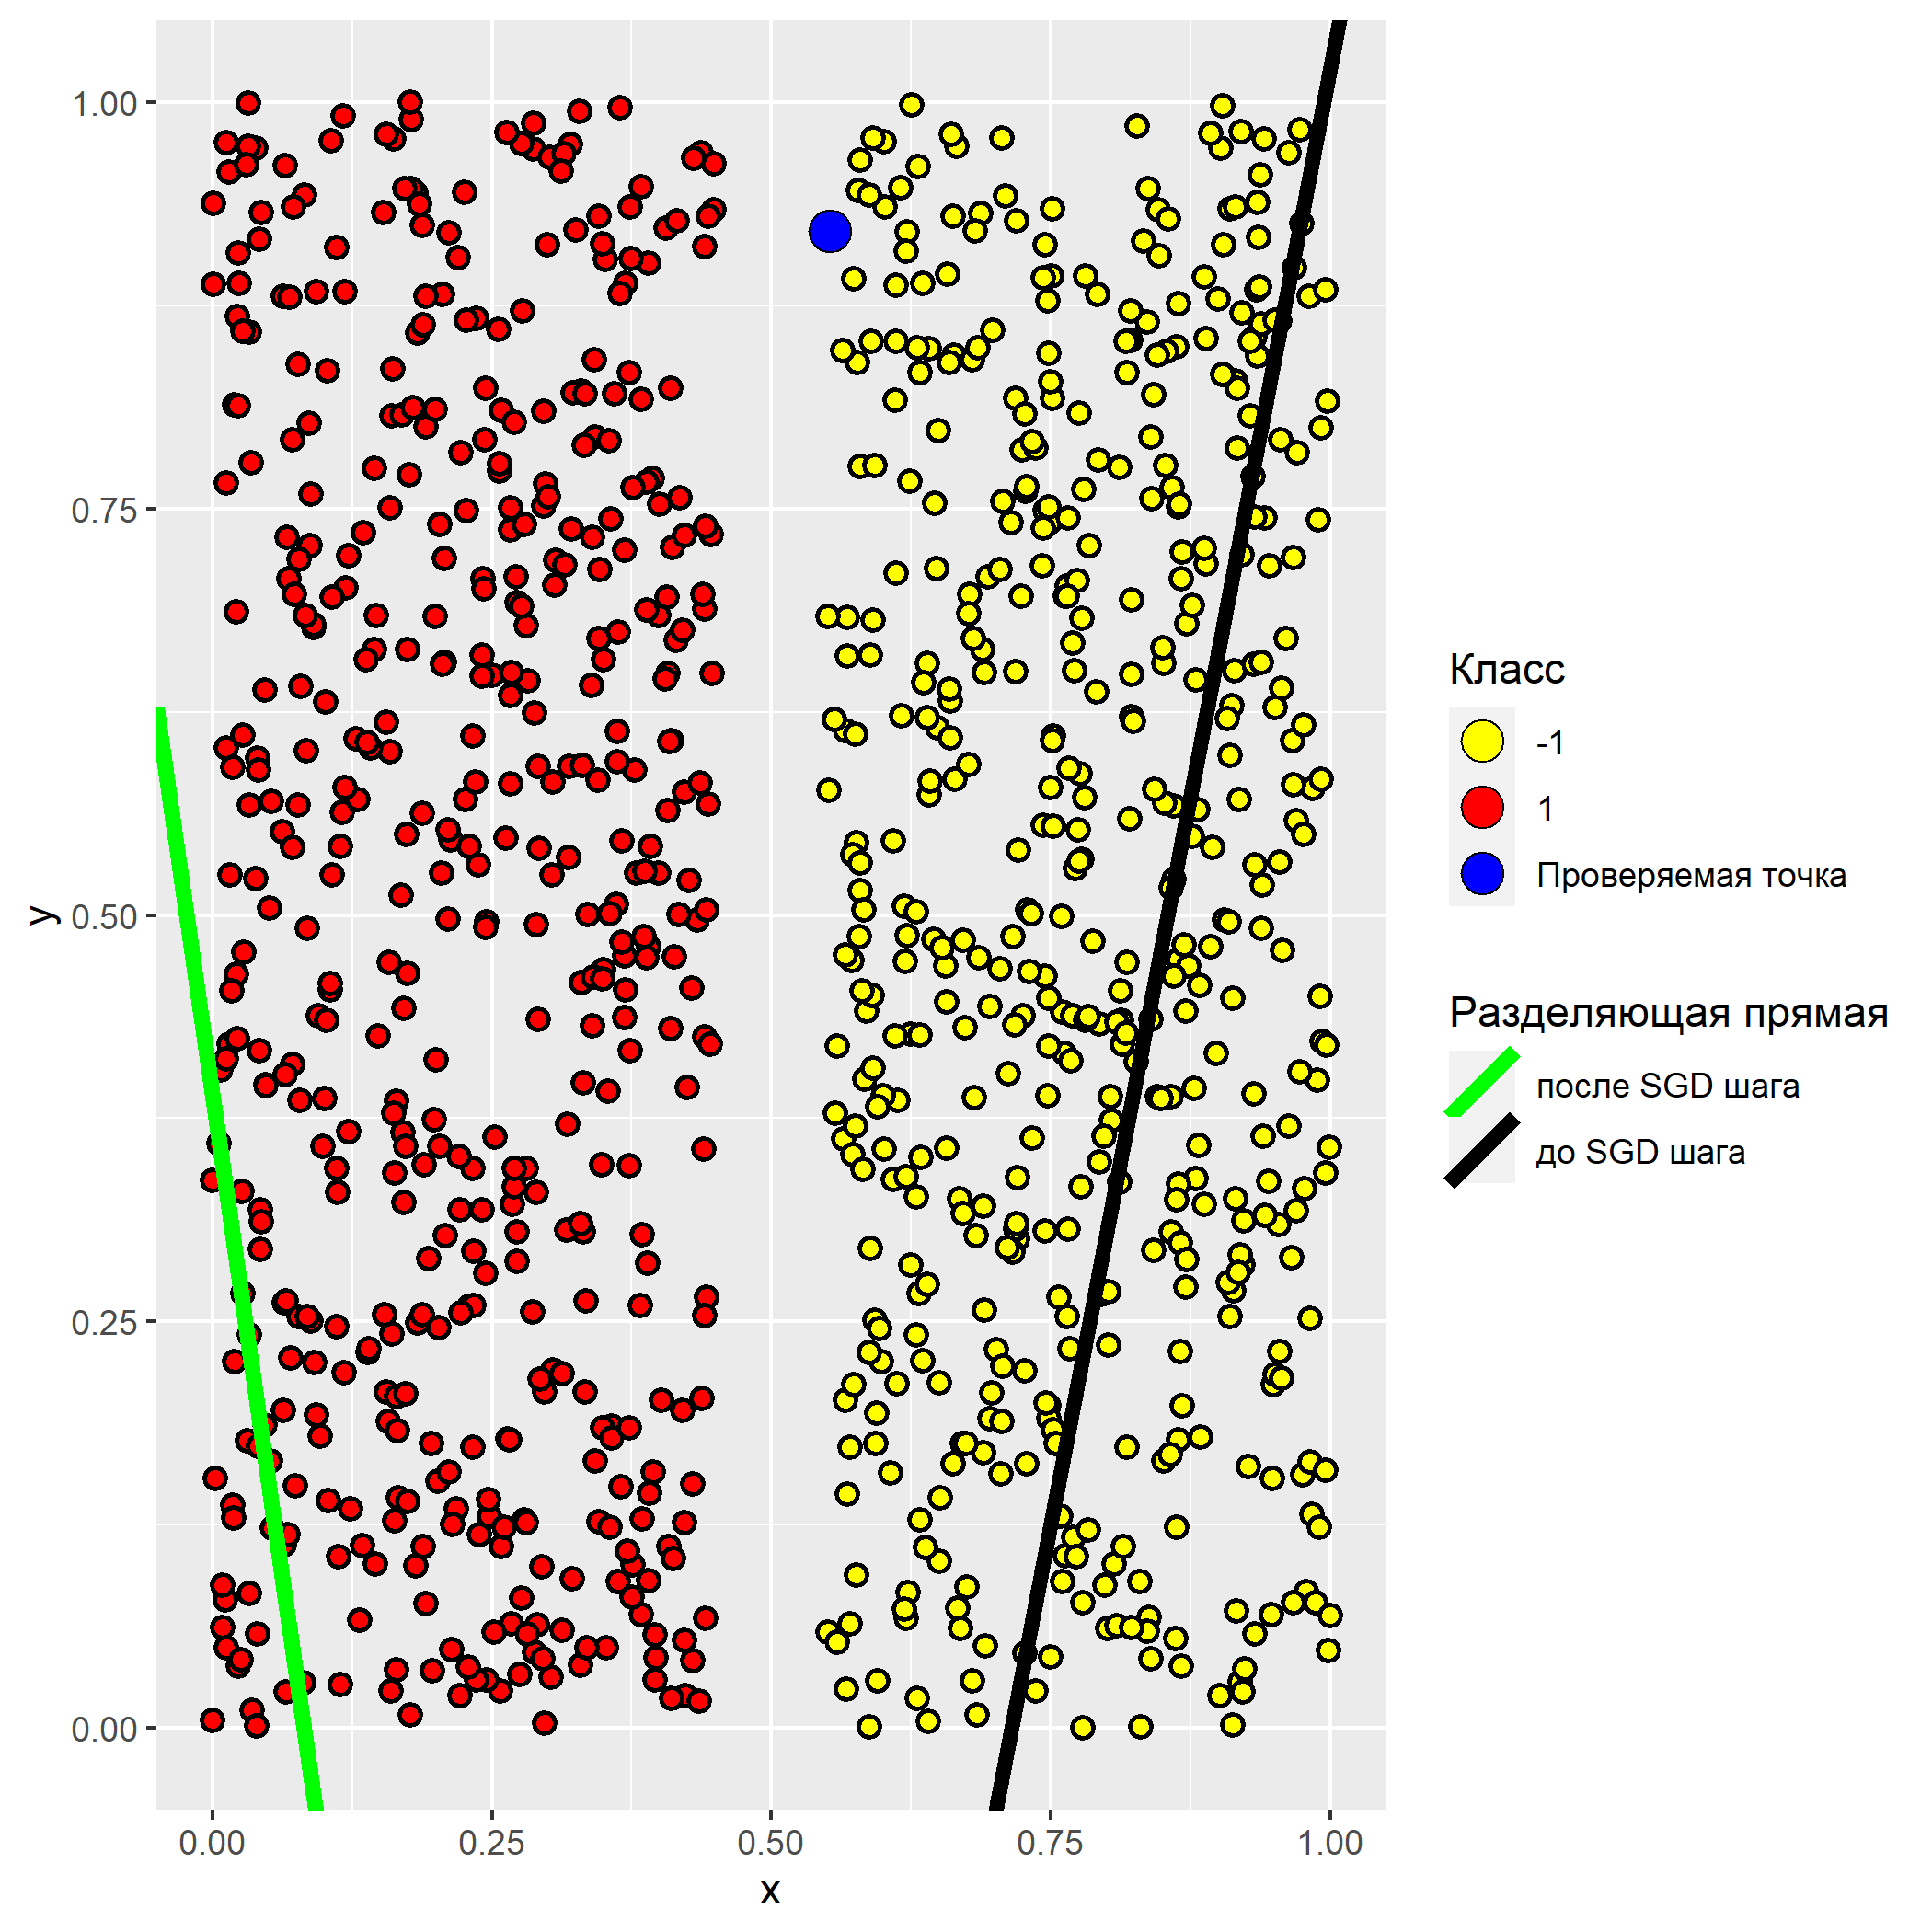 1.00
0.75
0.50
0.25
0.00
y
0.00 0.25 0.50 0.75 1.00
x
Класс
-1
1
Проверяемая точка
Разделяющая прямая
после SGD шага
до SGD шага